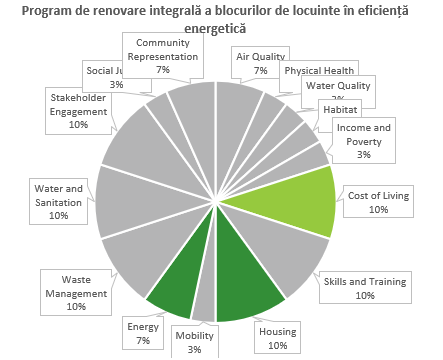 Program de renovare integrală a blocurilor de locuinte în eficiență
energetică
Community
Representation
7%
Air Quality
7%
Physical Health
Water Quality
Habitat
Income and
Poverty
3%
Cost of Living
10%
Skills and Training
10%
Housing
10%
Mobility
3%
Energy
7%
Waste
Management
10%
Water and
Sanitation
10%
Stakeholder
Engagement
10%
Social
3%